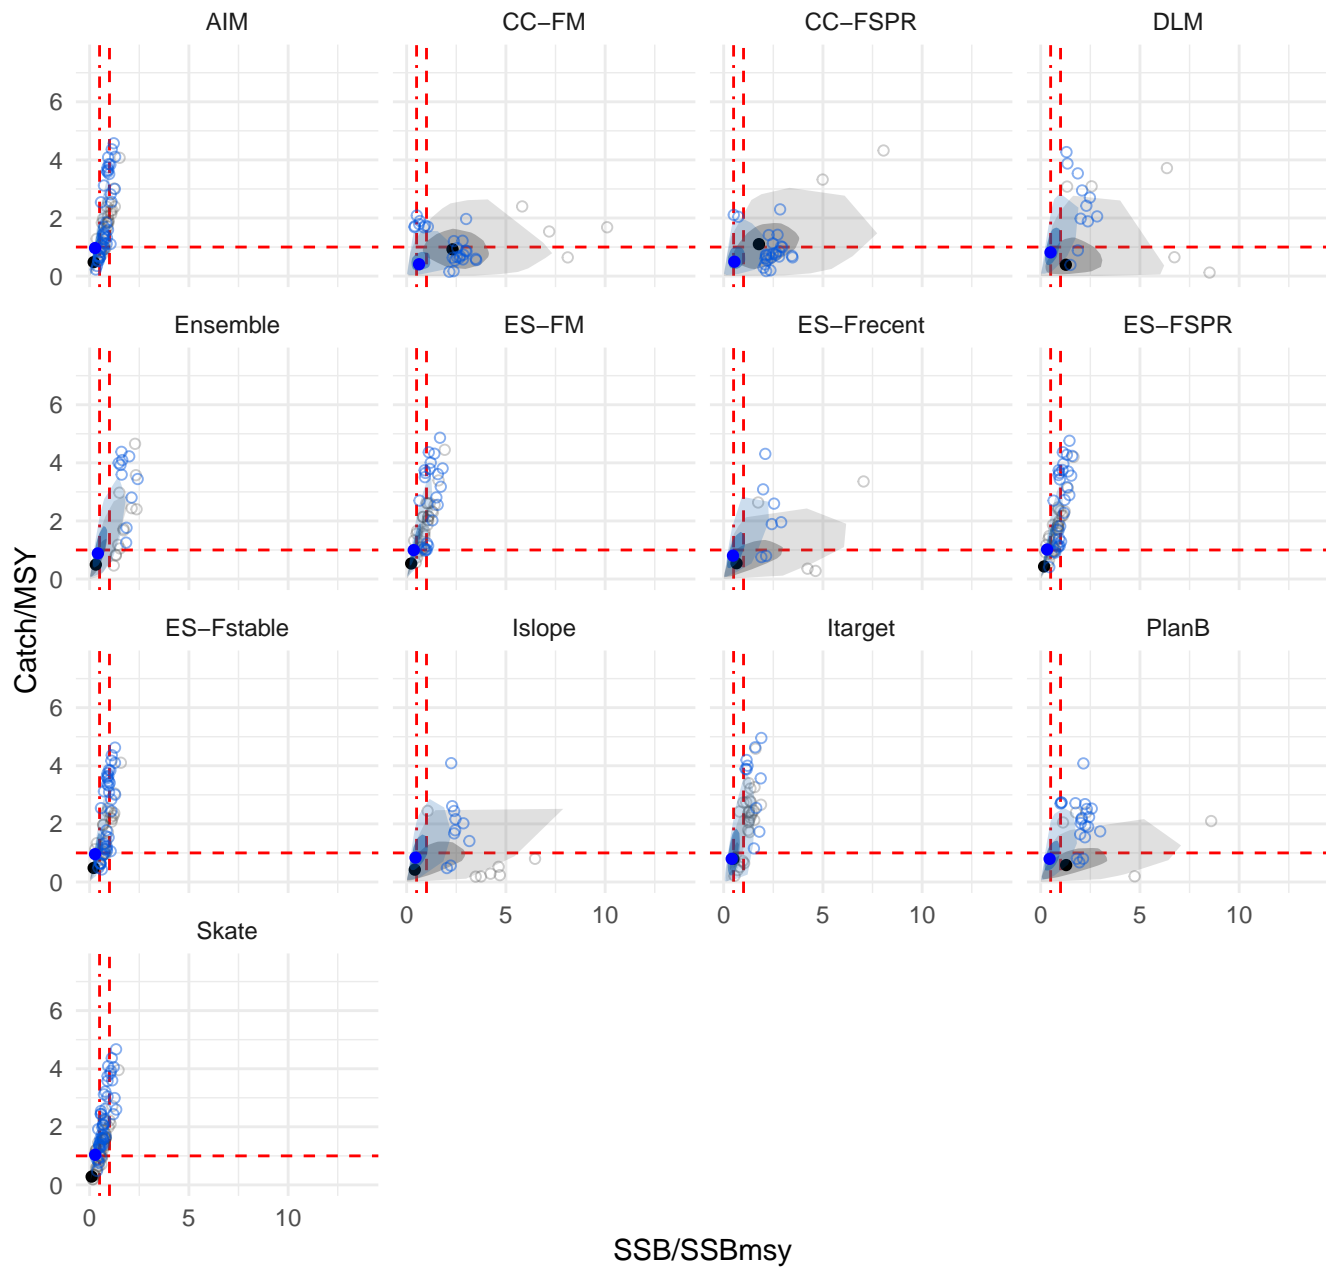 AIM CC−FM CC−FSPR DLM
6
4
2
0
Ensemble ES−FM ES−Frecent ES−FSPR
6
4
2
0
Catch/MSY
ES−Fstable Islope Itarget PlanB
6
4
2
0
0 5 10 0 5 10 0 5 10
Skate
6
4
2
0
0 5 10
SSB/SSBmsy